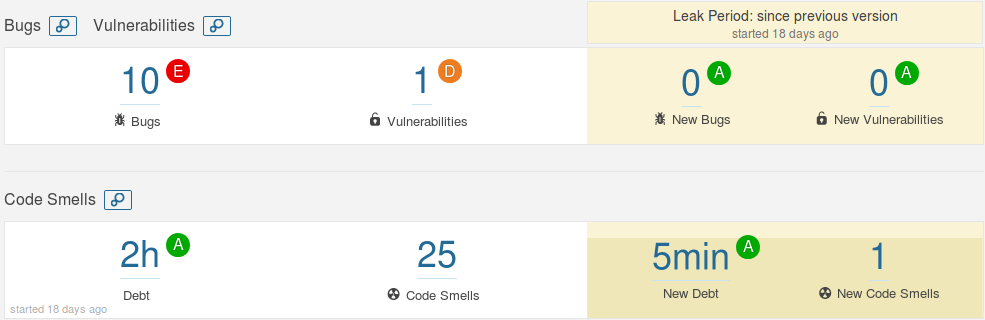 Bugs Vulnerabilities
Leak Period: since previous version
started 18 days ago
10 E 1 D 0 A 0 A
Bugs Vulnerabilities New Bugs New Vulnerabilities
Code Smells
2h A 25 5min A 1
Debt Code Smells New Debt New Code Smells
started 18 days ago